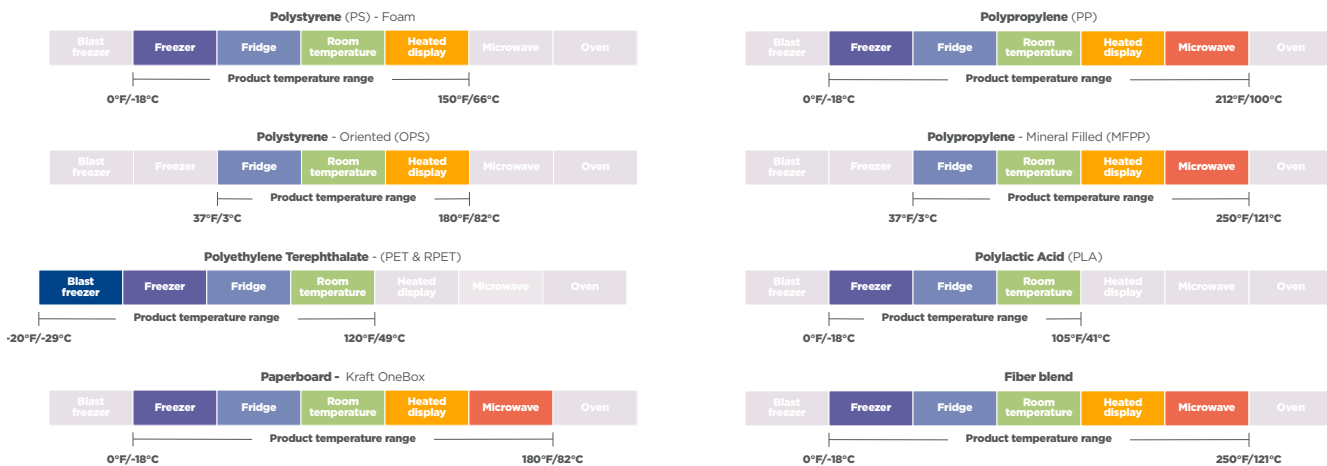 Polystyrene (PS) - Foam
Blast freezer Freezer Fridge Room temperature Heated display Microwave Oven
Product temperature range
0°F/-18°C 150°F/66°C
Polypropylene (PP)
Blast freezer Freezer Fridge Room temperature Heated display Microwave Oven
Product temperature range
0°F/-18°C 212°F/100°C
Polystyrene - Oriented (OPS)
Blast freezer Freezer Fridge Room temperature Heated display Microwave Oven
Product temperature range
37°F/3°C 180°F/82°C
Polypropylene - Mineral Filled (MFPP)
Blast freezer Freezer Fridge Room temperature Heated display Microwave Oven
Product temperature range
37°F/3°C 250°F/121°C
Polyethylene Terephthalate - (PET & RPET)
Blast freezer Freezer Fridge Room temperature Heated display Microwave Oven
Product temperature range
-20°F/-29°C 120°F/49°C
Polylactic Acid (PLA)
Blast freezer Freezer Fridge Room temperature Heated display Microwave Oven
Product temperature range
0°F/-18°C 105°F/41°C
Paperboard - Kraft OneBox
Blast freezer Freezer Fridge Room temperature Heated display Microwave Oven
Product temperature range
0°F/-18°C 180°F/82°C
Fiber blend
Blast freezer Freezer Fridge Room temperature Heated display Microwave Oven
Product temperature range
0°F/-18°C 250°F/121°C